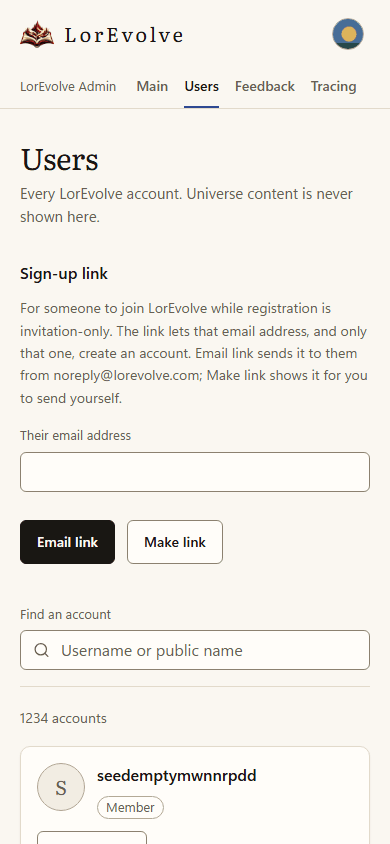 LorEvolve
LorEvolve Admin Main Users Feedback Tracing
Users
Every LorEvolve account. Universe content is never
shown here.
Sign-up link
For someone to join LorEvolve while registration is
invitation-only. The link lets that email address, and only
that one, create an account. Email link sends it to them
from noreply@lorevolve.com; Make link shows it for you
to send yourself.
Their email address
Email link Make link
Find an account
Username or public name
1234 accounts
S seedemptymwnnrpdd
Member